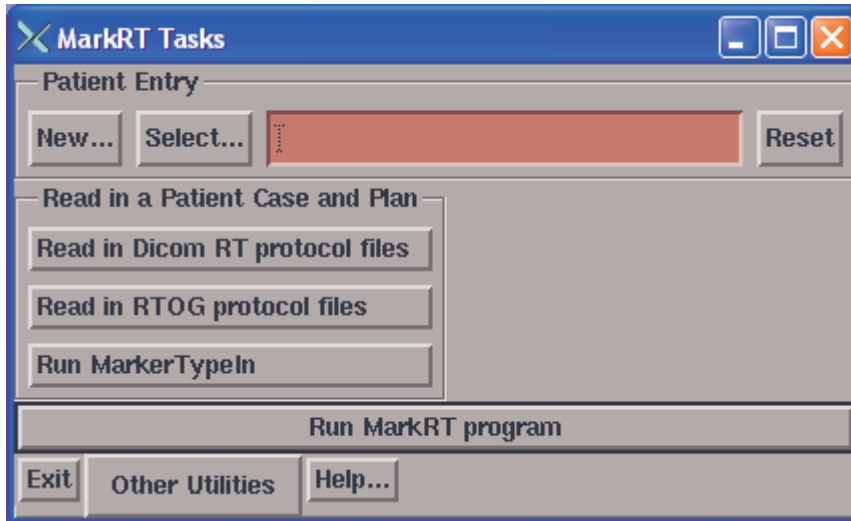 MarkRT Tasks
Patient Entry
New... Select... Reset
Read in a Patient Case and Plan
Read in Dicom RT protocol files
Read in RTOG protocol files
Run MarkerTypeIn
Run MarkRT program
Exit Other Utilities Help...